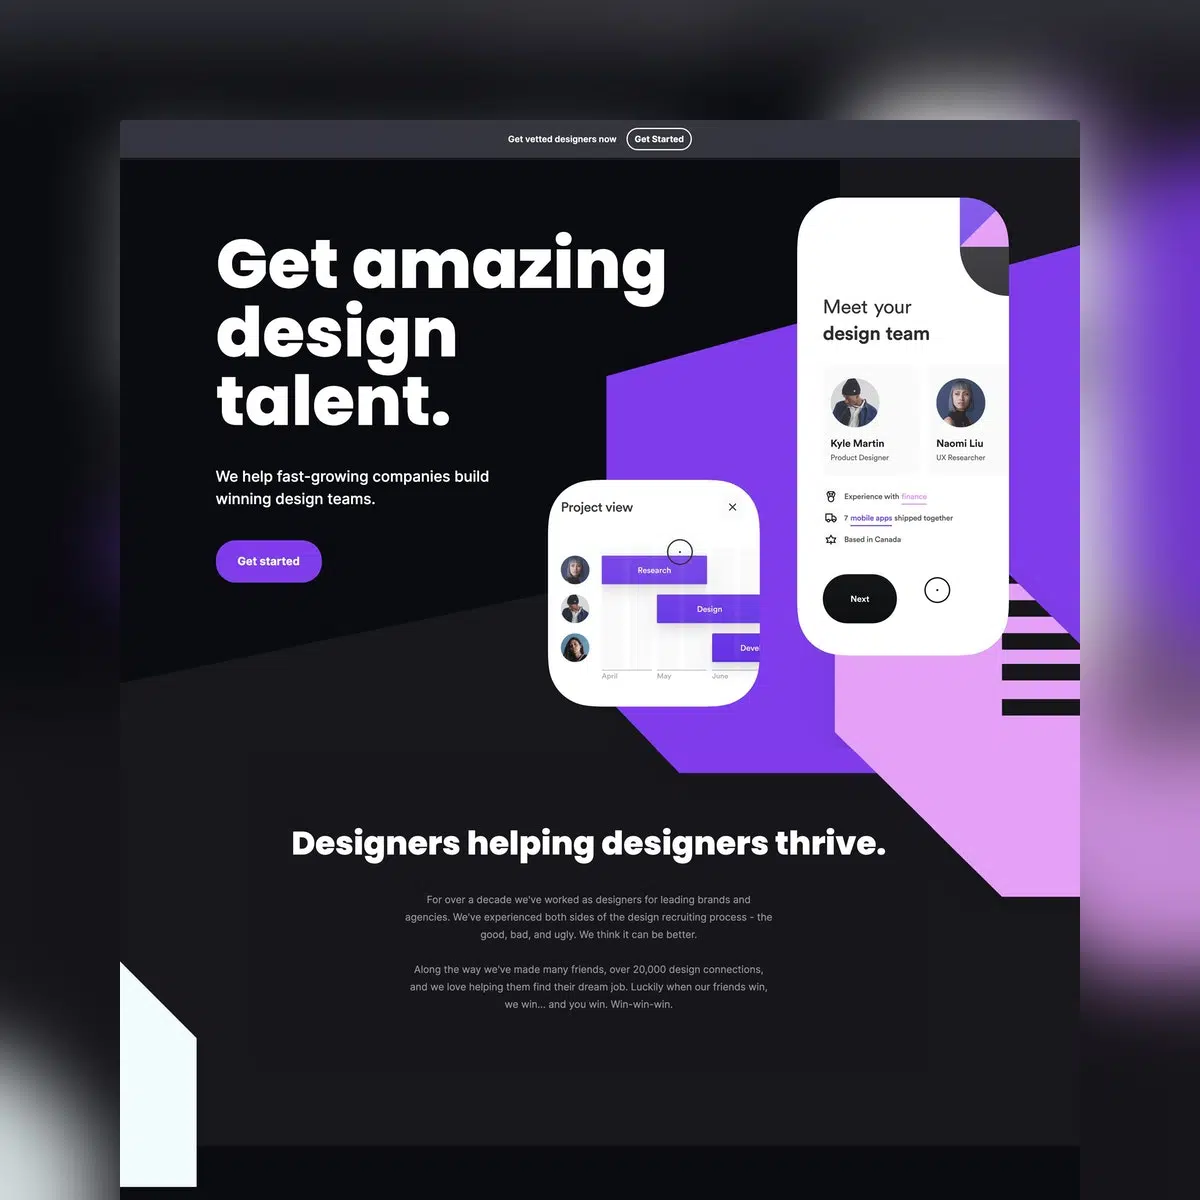 Get vetted designers now Get Started
Get amazing
design
talent.
We help fast-growing companies build
winning design teams.
Get started
Meet your
design team
Kyle Martin
Product Designer
Naomi Liu
UX Researcher
Experience with finance
7 mobile apps shipped together
Based in Canada
Next
Project view
Research
Design
Deve
April May June
Designers helping designers thrive.
For over a decade we've worked as designers for leading brands and
agencies. We've experienced both sides of the design recruiting process - the
good, bad, and ugly. We think it can be better.
Along the way we've made many friends, over 20,000 design connections,
and we love helping them find their dream job. Luckily when our friends win,
we win... and you win. Win-win-win.